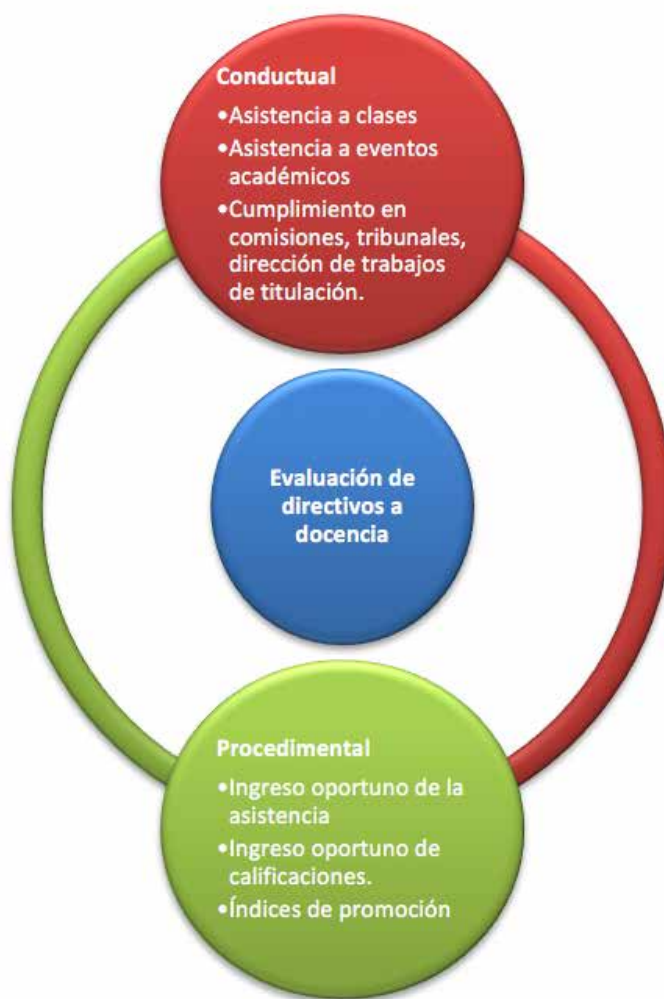 Conductual
•Asistencia a clases
•Asistencia a eventos
académicos
•Cumplimiento en
comisiones, tribunales,
dirección de trabajos
de titulación.
Evaluación de
directivos a
docencia
Procedimental
•Ingreso oportuno de la
asistencia
•Ingreso oportuno de
calificaciones.
•Índices de promoción